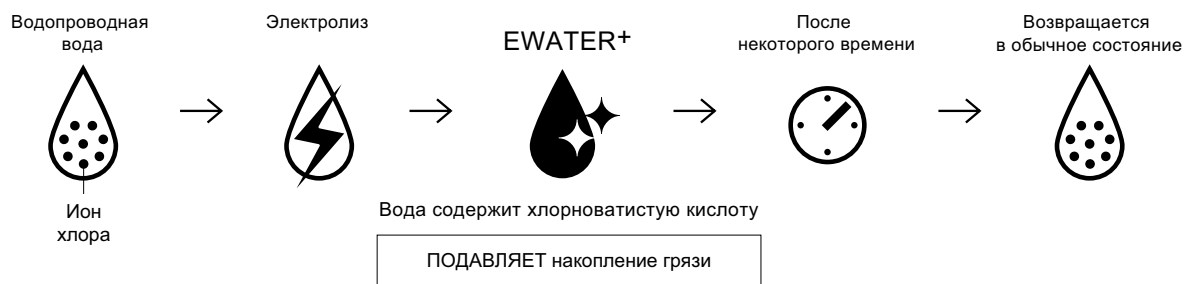 Водопроводная
вода
Электролиз
EWATER+
После
некоторого времени
Возвращается
в обычное состояние
Ион
хлора
Вода содержит хлорноватистую кислоту
ПОДАВЛЯЕТ накопление грязи